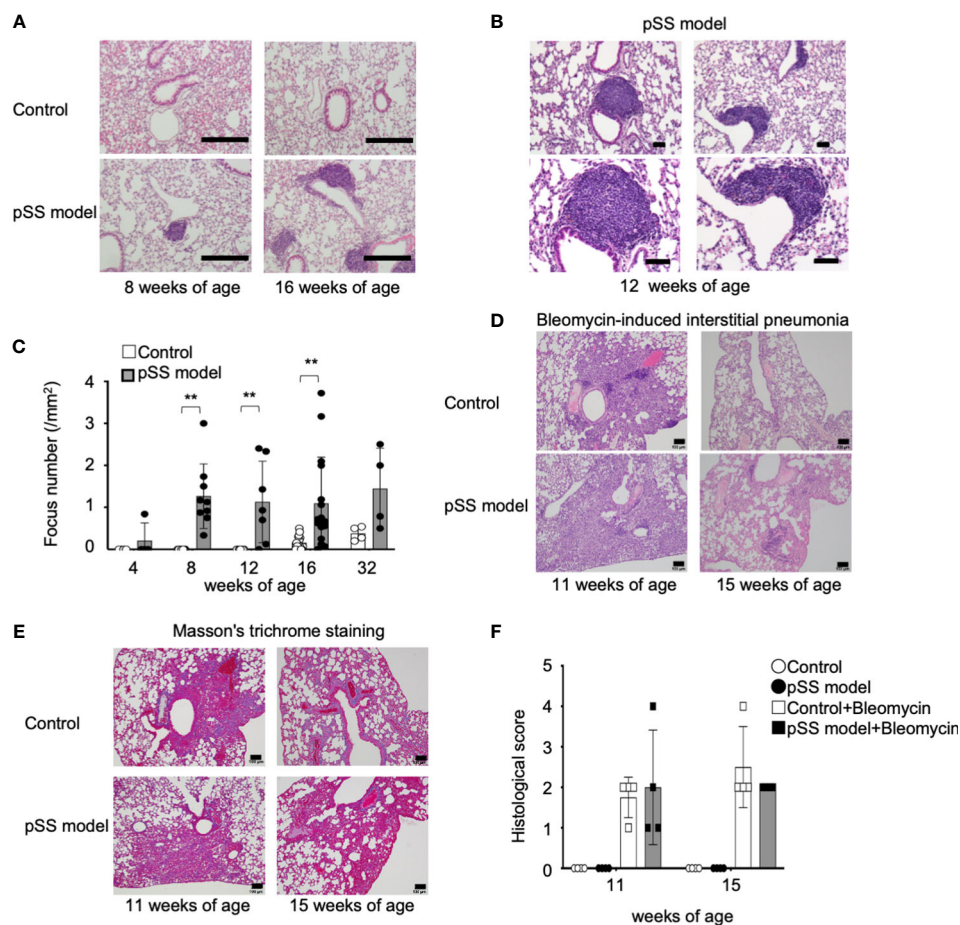 A
Control
pSS model
8 weeks of age
16 weeks of age
B
pSS model
12 weeks of age
C
Control
pSS model
Focus number (/mm²)
4
3
2
1
0
**
**
**
4 8 12 16 32
weeks of age
D
Bleomycin-induced interstitial pneumonia
Control
pSS model
11 weeks of age
15 weeks of age
E
Masson's trichrome staining
Control
pSS model
11 weeks of age
15 weeks of age
F
Control
pSS model
Control+Bleomycin
pSS model+Bleomycin
Histological score
5
4
3
2
1
0
11 15
weeks of age